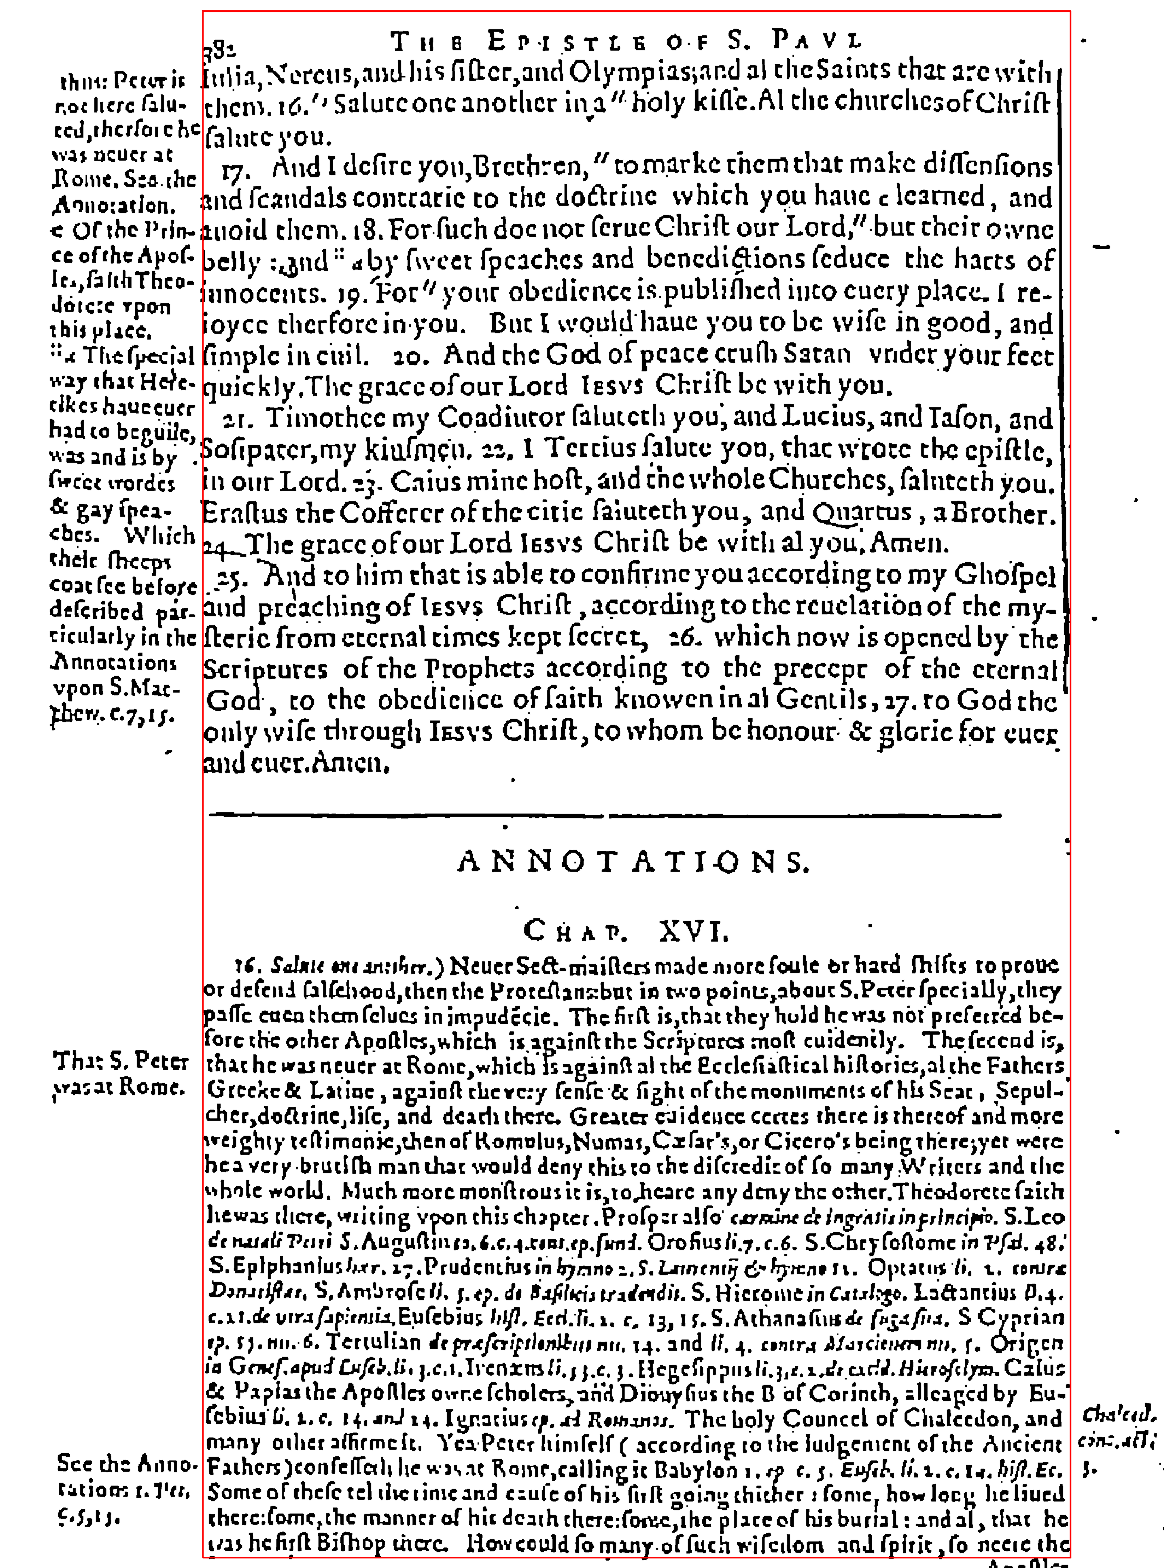 382
THE EPISTLE OF S. PAVL
Iulia, Nereus, and his ſiſter, and Olympias; and al the Saints that are with
them. 16. " Salute one another in a " holy kiſſe. Al the churches of Chriſt
ſalute you.
17. And I deſire you, Brethren, " to marke them that make diſſenſions
and ſcandals contrarie to the doctrine which you haue e learned, and
auoid them. 18. For ſuch doe not ſerue Chriſt our Lord, " but their owne
belly : and "a by ſweet ſpeaches and benedictions ſeduce the harts of
innocents. 19. For " your obedience is publiſhed into euery place. I re-
ioyce therfore in you. But I would haue you to be wiſe in good, and
ſimple in euil. 20. And the God of peace cruſh Satan vnder your feet
quickly. The grace of our Lord IESVS Chriſt be with you.
21. Timothee my Coadiutor ſaluteth you, and Lucius, and Iaſon, and
Soſipater, my kinſmen. 22. I Tertius ſalute you, that wrote the epiſtle,
in our Lord. 23. Caius mine hoſt, and the whole Churches, ſaluteth you.
Eraſtus the Cofferer of the citie ſaluteth you, and Quartus, a Brother.
24. The grace of our Lord IESVS Chriſt be with al you, Amen.
25. And to him that is able to confirme you according to my Ghoſpel
and preaching of IESVS Chriſt, according to the reuelation of the my-
ſterie from eternal times kept ſecret, 26. which now is opened by the
Scriptures of the Prophets according to the precept of the eternal
God, to the obedience of faith knowen in al Gentils, 27. to God the
only wiſe through IESVS Chriſt, to whom be honour & glorie for euer
and euer. Amen.
thin: Peter is
not here ſalu-
ted, therfore he
was neuer at
Rome. See the
Annotation.
e Of the Prin-
ce of the Apoſ-
les, ſaith Theo-
dorete vpon
this place.
"a The ſpecial
way that Here-
tikes haue euer
had to beguile,
was and is by
ſweet wordes
& gay ſpea-
ches. Which
their ſheeps
coat ſee before
deſcribed par-
ticularly in the
Annotations
vpon S. Mat-
thew. c. 7, 15.
ANNOTATIONS.
CHAP. XVI.
16. Salute one another.) Neuer Sect-maiſters made more foule or hard ſhifts to proue
or defend falſehood, then the Proteſtants: but in two points, about S. Peter ſpecially, they
paſſe euen themſelues in impudẽcie. The firſt is, that they hold he was not preferred be-
fore the other Apoſtles, which is againſt the Scriptures moſt euidently. The ſecond is,
that he was neuer at Rome, which is againſt al the Eccleſiaſtical hiſtories, al the Fathers
Greeke & Latine, againſt the very ſenſe & ſight of the monuments of his Seat, Sepul-
cher, doctrine, life, and death there. Greater euidence certes there is thereof and more
weighty teſtimonie, then of Romulus, Numas, Cæſar's, or Cicero's being there; yet were
he a very brutiſh man that would deny this to the diſcredit of ſo many Writers and the
whole world. Much more monſtrous it is, to heare any deny the other. Theodorete ſaith
he was there, writing vpon this chapter. Proſper alſo carmine de ingratis in principio. S. Leo
de natali Petri S. Auguſtine to. 6. c. 4. cont. ep. fund. Oroſius li. 7. c. 6. S. Chryſoſtome in Pſal. 48.
S. Epiphanius hær. 27. Prudentius in hymno 2. S. Laurentij & hymno 12. Optatus li. 2. contra
Donatiſtas. S. Ambroſe li. 5. ep. de Baſilicis tradendis. S. Hierome in Catalogo. Lactantius li. 4.
c. 21. de vera ſapientia. Euſebius hiſt. Eccl. li. 2. c. 13, 15. S. Athanaſius de fuga ſua. S Cyprian
ep. 55. nu. 6. Tertulian de præſcriptionibus nu. 14. and li. 4. contra Marcionem nu. 5. Origen
in Geneſ. apud Euſeb. li. 3. c. 1. Irenæus li. 3. c. 3. Hegeſippus li. 3. c. 2. de excid. Hieroſolym. Caius
& Papias the Apoſtles owne ſcholers, and Dionyſius the B of Corinth, alleaged by Eu-
ſebius li. 2. c. 14. and 24. Ignatius ep. ad Romanos. The holy Councel of Chalcedon, and
many other affirme it. Yea Peter himſelf ( according to the Iudgement of the Ancient
Fathers) confeſſeth he was at Rome, calling it Babylon 1. ep c. 5. Euſeb. li. 2. c. 14. hiſt. Ec.
Some of theſe tel the time and cauſe of his firſt going thither : ſome, how long he liued
there: ſome, the manner of his death there: ſome, the place of his burial : and al, that he
was he firſt Biſhop there. How could ſo many of ſuch wiſedom and ſpirit, ſo neere the
That S. Peter
was at Rome.
See the Anno-
tations 1. Pet.
c. 5, 13.
Chalced.
conc. act.
3.
Apoſtles